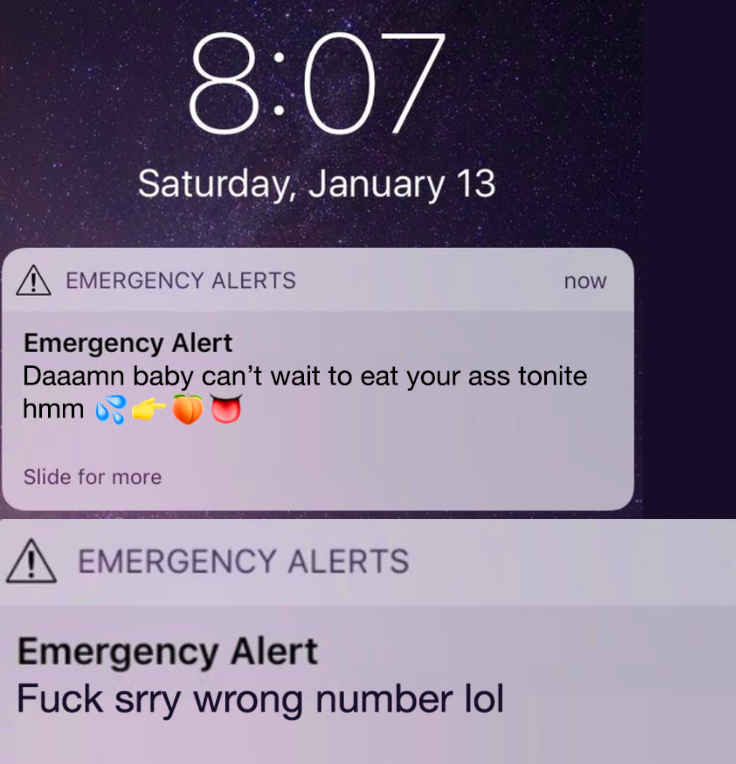 8:07
Saturday, January 13
EMERGENCY ALERTS now
Emergency Alert
Daaamn baby can’t wait to eat your ass tonite
hmm 💦👉🍑👅
Slide for more
EMERGENCY ALERTS
Emergency Alert
Fuck srry wrong number lol